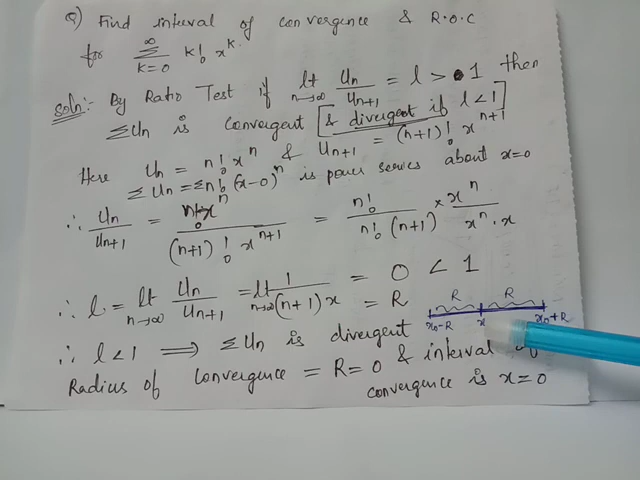 Q) Find interval of convergence & R.O.C
for ∞ Σ k=0 k! x^k.
Soln:- By Ratio Test if lt n→∞ Un/Un+1 = l > 1 then
ΣUn is convergent [& divergent if l<1]
Here Un = n! x^n & Un+1 = (n+1)! x^n+1
ΣUn = Σn! (x-0)^n is power series about x=0
∴ Un/Un+1 = n! x^n/(n+1)! x^n+1 = n!/n!(n+1) × x^n/x^n·x
∴ l = lt n→∞ Un/Un+1 = lt n→∞ 1/(n+1)x = 0 < 1
= R
R R
x0-R x x0+R
∴ l<1 ⟹ ΣUn is divergent
Radius of convergence = R=0 & interval of
convergence is x=0